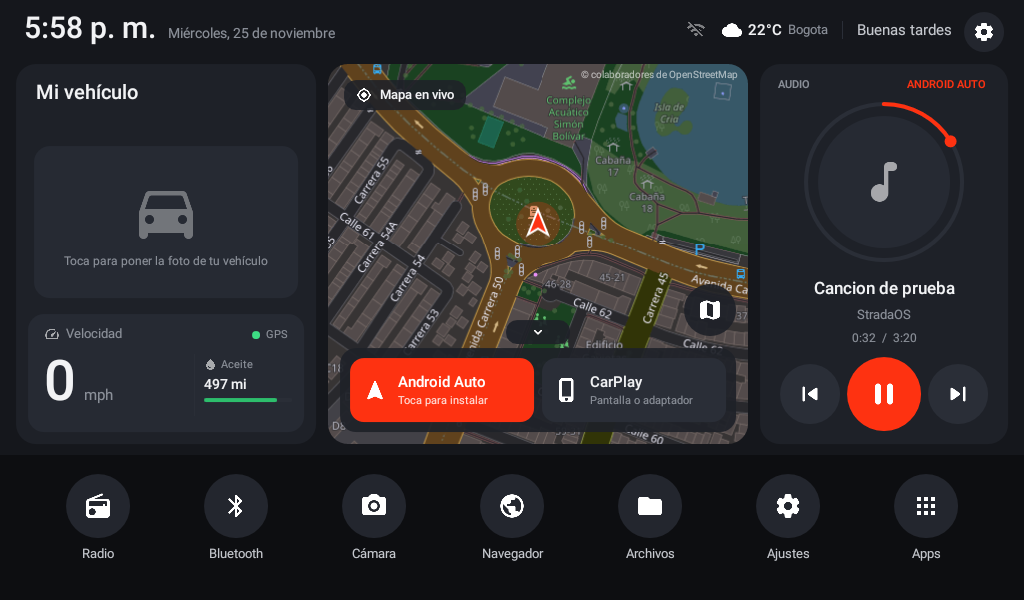 5:58 p. m.
Miércoles, 25 de noviembre
22°C
Bogota
Buenas tardes
Mi vehículo
Toca para poner la foto de tu vehículo
Velocidad
GPS
0
mph
Aceite
497 mi
© colaboradores de OpenStreetMap
Mapa en vivo
Complejo
Acuático
Simón
Bolívar
Isla de
Cria
Cabaña
17
Cabaña
18
Carrera 55
Calle 61
Carrera 54A
Carrera 54
Carrera 53
Carrera 50
45-21
46-28
Calle 62
Carrera 45
Avenida Ca
P
37
Edificio
Calle 60
Android Auto
Toca para instalar
CarPlay
Pantalla o adaptador
AUDIO
ANDROID AUTO
Cancion de prueba
StradaOS
0:32 / 3:20
Radio
Bluetooth
Cámara
Navegador
Archivos
Ajustes
Apps